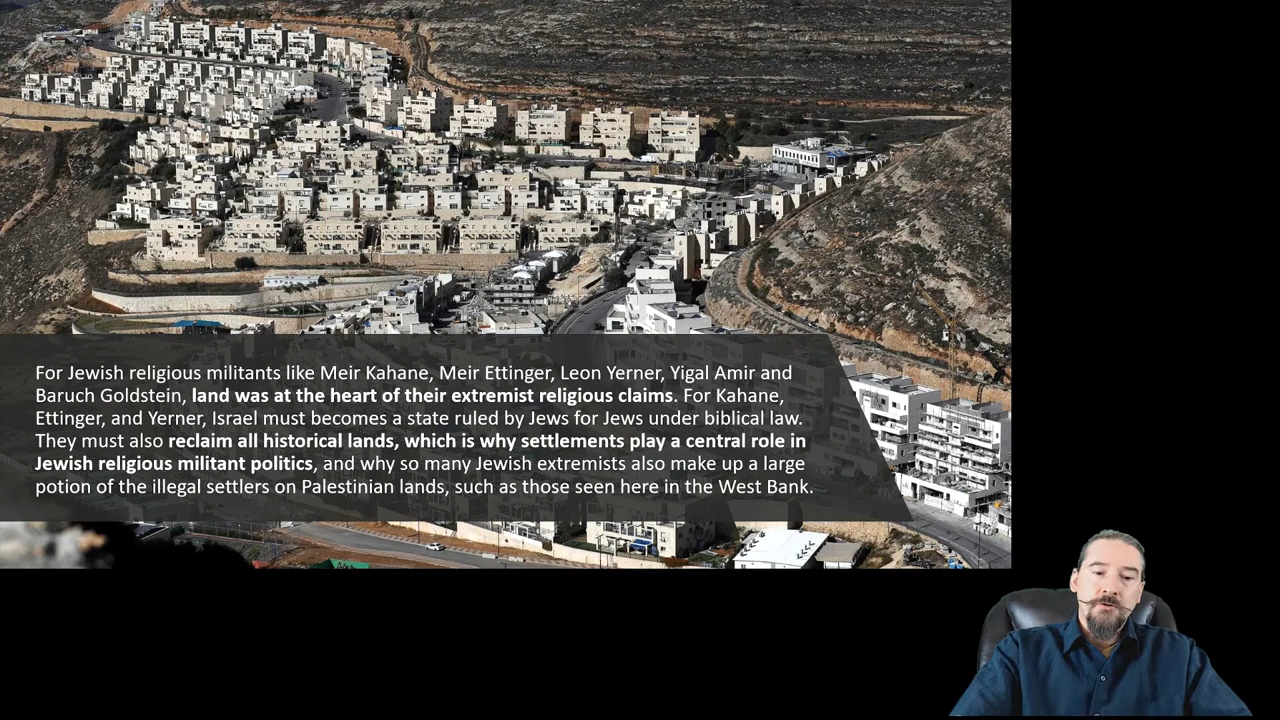 For Jewish religious militants like Meir Kahane, Meir Ettinger, Leon Yerner, Yigal Amir and
Baruch Goldstein, land was at the heart of their extremist religious claims. For Kahane,
Ettinger, and Yerner, Israel must becomes a state ruled by Jews for Jews under biblical law.
They must also reclaim all historical lands, which is why settlements play a central role in
Jewish religious militant politics, and why so many Jewish extremists also make up a large
potion of the illegal settlers on Palestinian lands, such as those seen here in the West Bank.